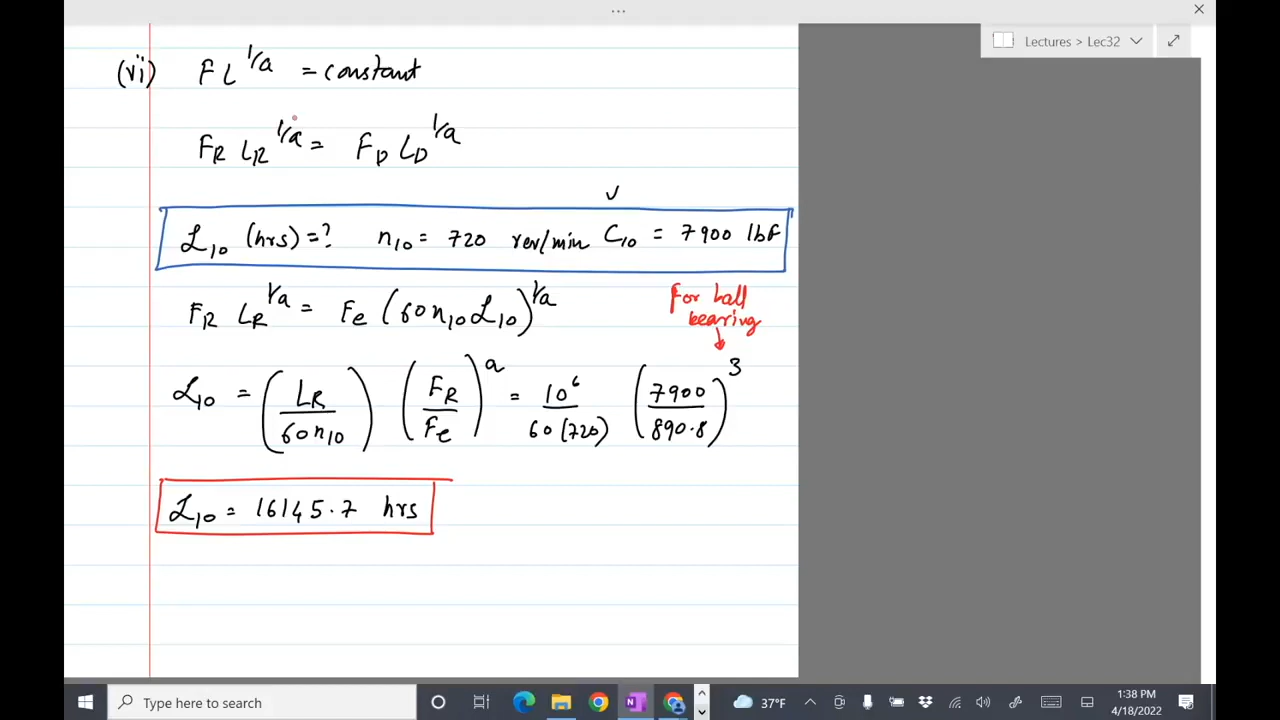 Lectures > Lec32
(vii) F L^1/a = constant
F_R L_R^1/a = F_D L_D^1/a
L_10 (hrs) = ? n_10 = 720 rev/min C_10 = 7900 lbf
F_R L_R^1/a = F_e (60 n_10 L_10)^1/a
For ball
bearing
L_10 = (L_R / 60 n_10) (F_R / F_e)^a = 10^6 / 60(720) (7900 / 890.8)^3
L_10 = 16145.7 hrs
Type here to search
37°F
1:38 PM
4/18/2022